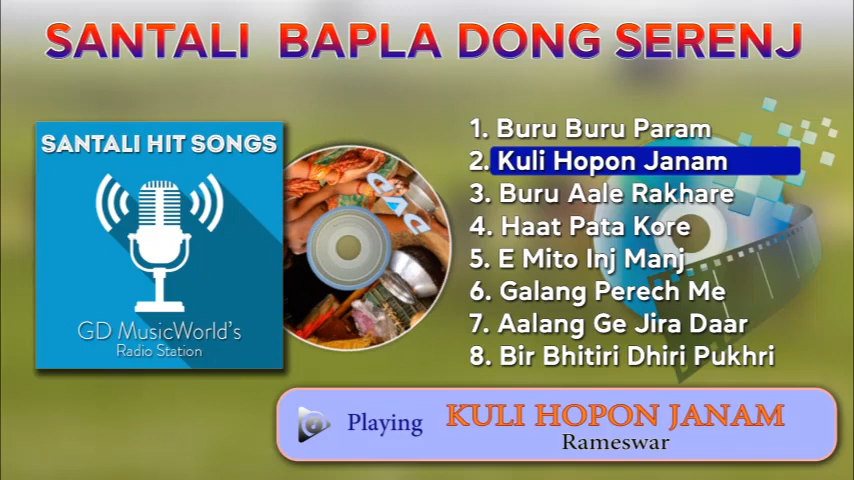 SANTALI BAPLA DONG SERENJ
SANTALI HIT SONGS
GD MusicWorld's
Radio Station
DVD
1. Buru Buru Param
2. Kuli Hopon Janam
3. Buru Aale Rakhare
4. Haat Pata Kore
5. E Mito Inj Manj
6. Galang Perech Me
7. Aalang Ge Jira Daar
8. Bir Bhitiri Dhiri Pukhri
Playing KULI HOPON JANAM
Rameswar